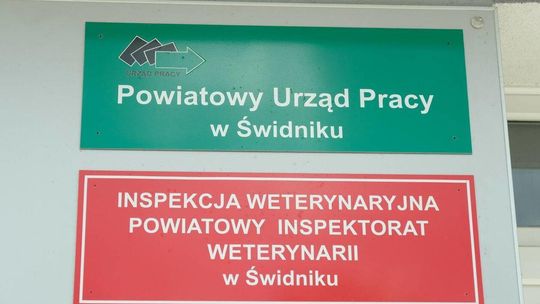 URZĄD PRACY
Powiatowy Urząd Pracy
w Świdniku
INSPEKCJA WETERYNARYJNA
POWIATOWY INSPEKTORAT
WETERYNARII
w Świdniku